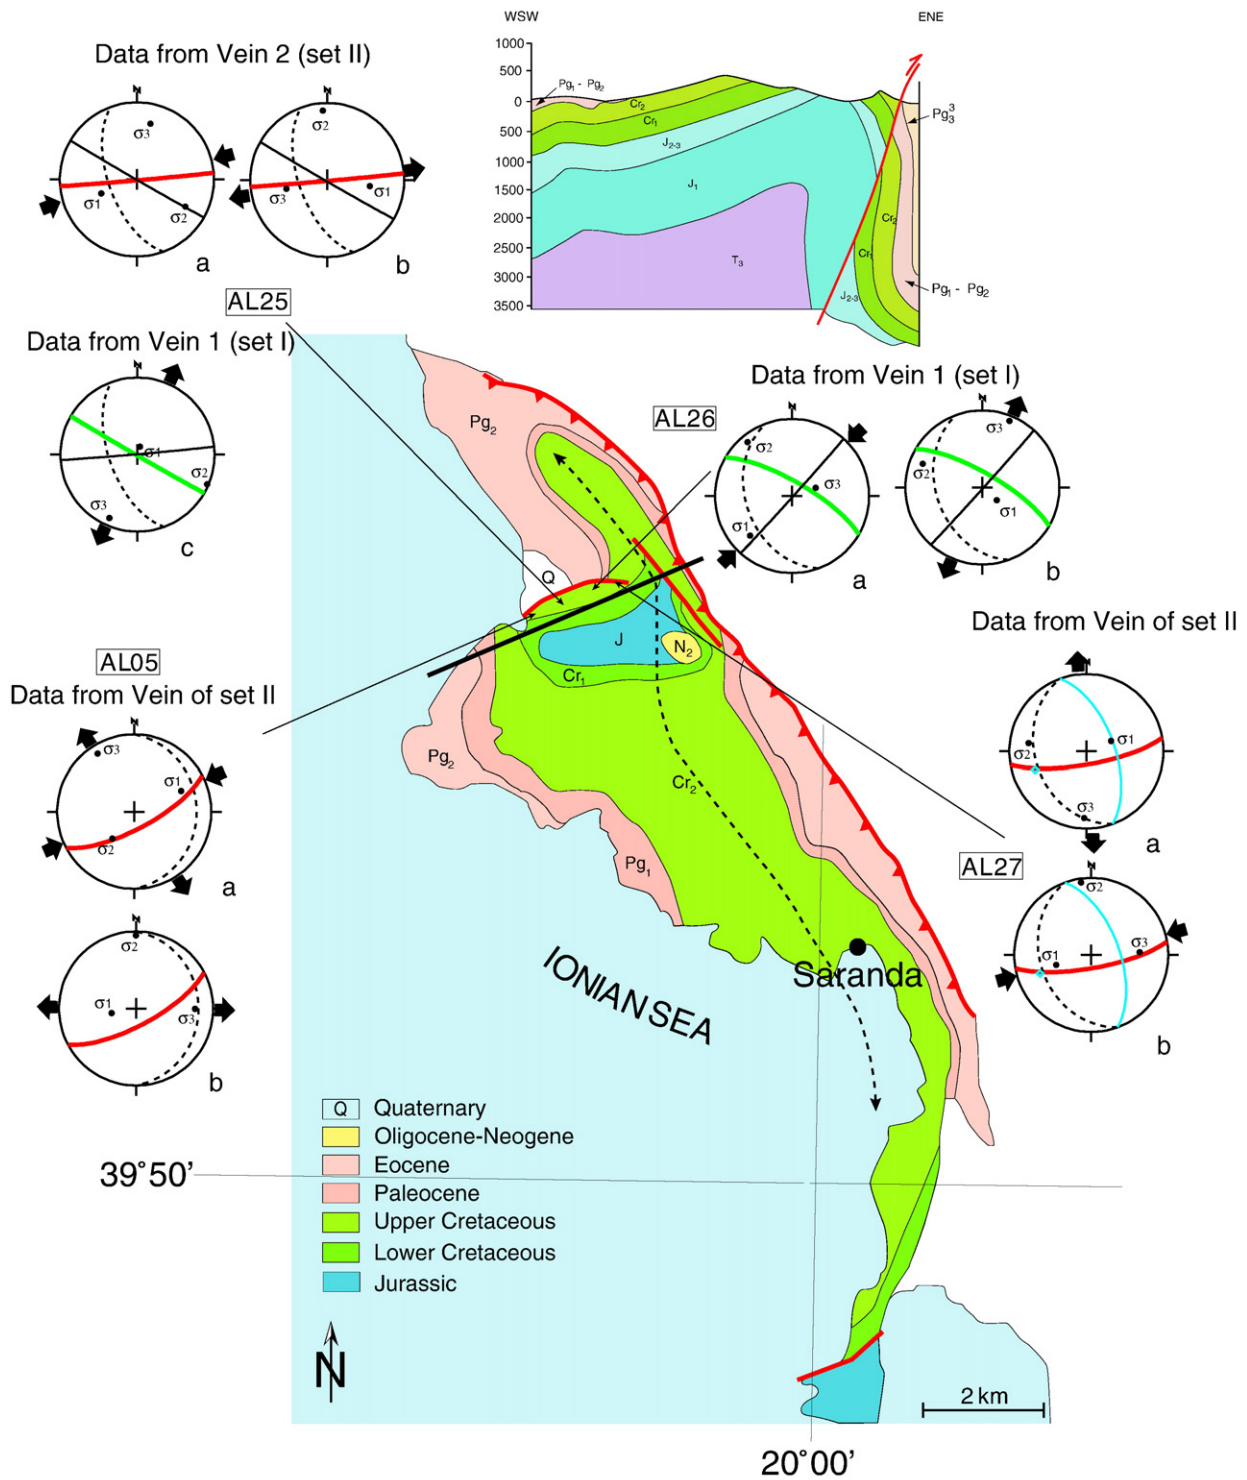 WSW
ENE
1000
500
0
500
1000
1500
2000
2500
3000
3500
Pg1 - Pg2
Cr2
Cr1
J2-3
J1
T3
Pg3 3
Cr2
Cr1
J2-3
Pg1 - Pg2
Data from Vein 2 (set II)
N
σ3
σ1
σ2
a
N
σ2
σ3
σ1
b
AL25
Data from Vein 1 (set I)
N
σ1
σ2
σ3
c
Data from Vein 1 (set I)
AL26
N
σ2
σ3
σ1
a
N
σ3
σ2
σ1
b
Pg2
Q
J
N2
Cr1
Pg2
Cr2
Pg1
AL05
Data from Vein of set II
N
σ3
σ1
σ2
a
N
σ2
σ1
σ3
b
Data from Vein of set II
N
σ2
σ1
σ3
a
AL27
N
σ2
σ1
σ3
b
Saranda
IONIAN SEA
Q Quaternary
Oligocene-Neogene
Eocene
Paleocene
Upper Cretaceous
Lower Cretaceous
Jurassic
39°50'
N
2 km
20°00'